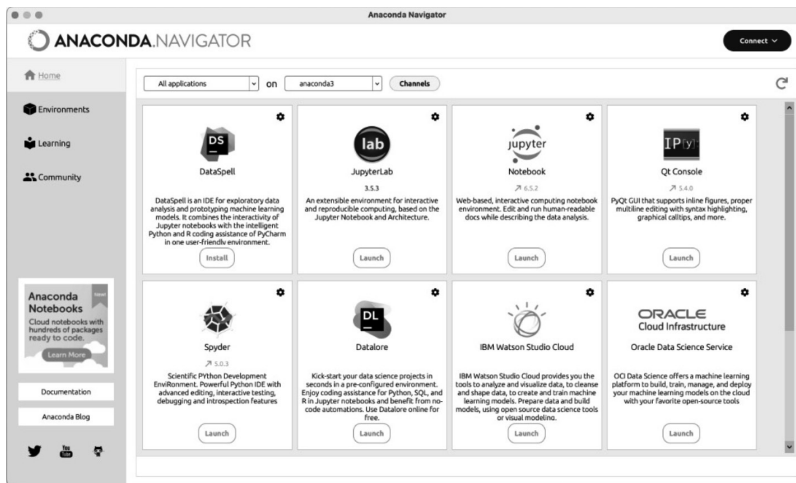 Anaconda Navigator
ANACONDA.NAVIGATOR
Connect
Home
Environments
Learning
Community
Anaconda
Notebooks
Cloud notebooks with
hundreds of packages
ready to code.
Learn More
Documentation
Anaconda Blog
All applications
on
anaconda3
Channels
DS
DataSpell
DataSpell is an IDE for exploratory data
analysis and prototyping machine learning
models. It combines the interactivity of
Jupyter notebooks with the intelligent
Python and R coding assistance of PyCharm
in one user-friendly environment.
Install
lab
JupyterLab
3.5.3
An extensible environment for interactive
and reproducible computing, based on the
Jupyter Notebook and Architecture.
Launch
jupyter
Notebook
6.5.2
Web-based, interactive computing notebook
environment. Edit and run human-readable
docs while describing the data analysis.
Launch
IP[y]:
Qt Console
5.4.0
PyQt GUI that supports inline figures, proper
multiline editing with syntax highlighting,
graphical calltips, and more.
Launch
Spyder
5.0.3
Scientific PYthon Development
EnviRonment. Powerful Python IDE with
advanced editing, interactive testing,
debugging and introspection features
Launch
DL
Datalore
Kick-start your data science projects in
seconds in a pre-configured environment.
Enjoy coding assistance for Python, SQL, and
R in Jupyter notebooks and benefit from no-
code automations. Use Datalore online for
free.
Launch
IBM Watson Studio Cloud
IBM Watson Studio Cloud provides you the
tools to analyze and visualize data, to cleanse
and shape data, to create and train machine
learning models. Prepare data and build
models, using open source data science tools
or visual modeling.
Launch
ORACLE
Cloud Infrastructure
Oracle Data Science Service
OCI Data Science offers a machine learning
platform to build, train, manage, and deploy
your machine learning models on the cloud
with your favorite open-source tools
Launch